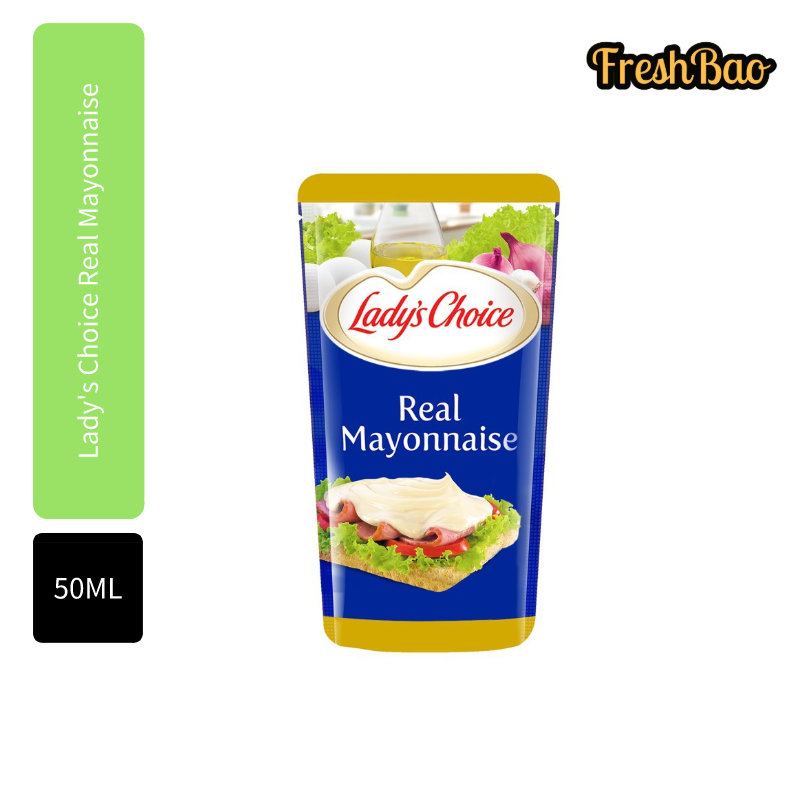 Lady's Choice Real Mayonnaise
50ML
FreshBao
Lady's Choice
Real
Mayonnaise